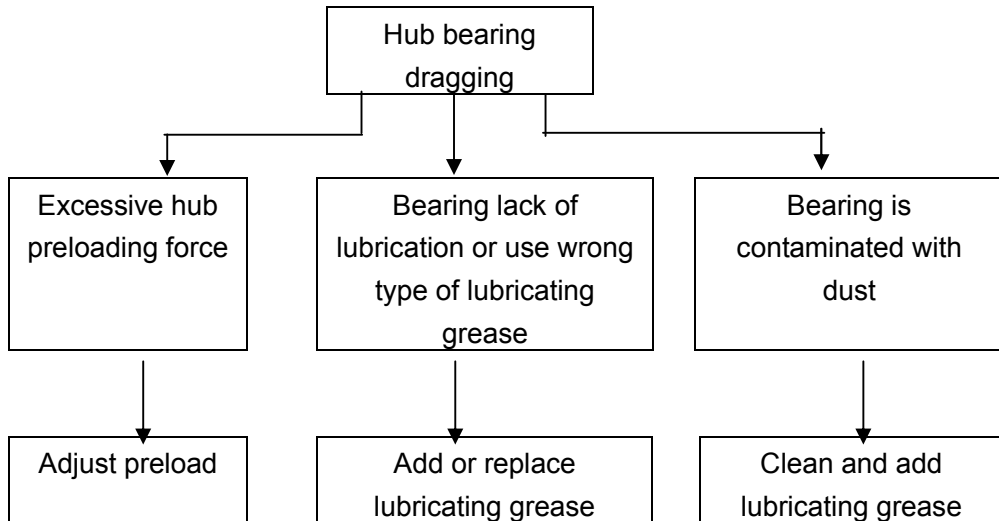 Hub bearing
dragging
Excessive hub
preloading force
Bearing lack of
lubrication or use wrong
type of lubricating
grease
Bearing is
contaminated with
dust
Adjust preload
Add or replace
lubricating grease
Clean and add
lubricating grease